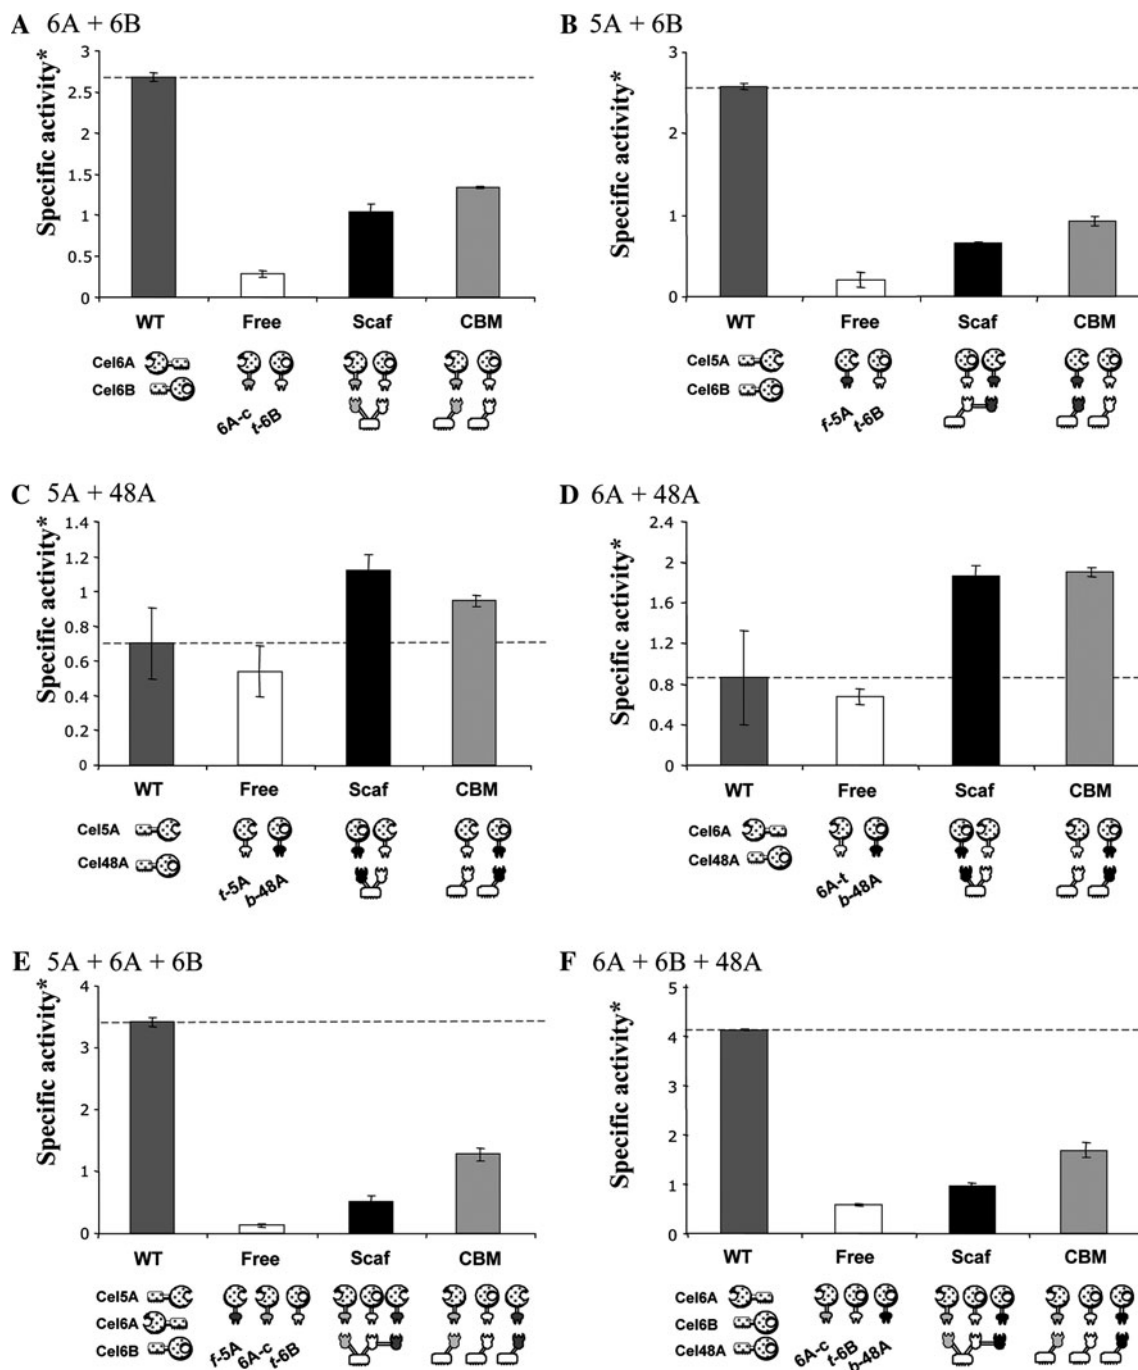 A 6A + 6B
Specific activity*
3
2.5
2
1.5
1
0.5
0
WT Free Scaf CBM
Cel6A
Cel6B
6A-c t-6B
B 5A + 6B
Specific activity*
3
2
1
0
WT Free Scaf CBM
Cel5A
Cel6B
f-5A t-6B
C 5A + 48A
Specific activity*
1.4
1.2
1
0.8
0.6
0.4
0.2
0
WT Free Scaf CBM
Cel5A
Cel48A
t-5A b-48A
D 6A + 48A
Specific activity*
2.4
2
1.6
1.2
0.8
0.4
0
WT Free Scaf CBM
Cel6A
Cel48A
6A-t b-48A
E 5A + 6A + 6B
Specific activity*
4
3
2
1
0
WT Free Scaf CBM
Cel5A
Cel6A
Cel6B
f-5A 6A-c t-6B
F 6A + 6B + 48A
Specific activity*
5
4
3
2
1
0
WT Free Scaf CBM
Cel6A
Cel6B
Cel48A
6A-c t-6B b-48A